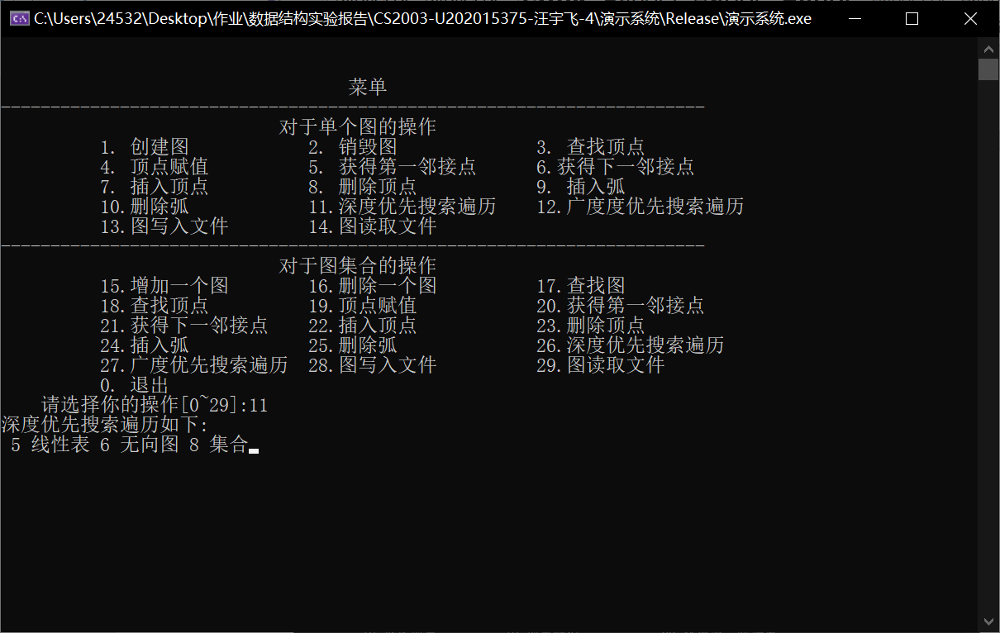 C:\Users\24532\Desktop\作业\数据结构实验报告\CS2003-U202015375-汪宇飞-4\演示系统\Release\演示系统.exe
菜单
-----------------------------------------------------------------------
对于单个图的操作
1. 创建图 2. 销毁图 3. 查找顶点
4. 顶点赋值 5. 获得第一邻接点 6.获得下一邻接点
7. 插入顶点 8. 删除顶点 9. 插入弧
10.删除弧 11.深度优先搜索遍历 12.广度度优先搜索遍历
13.图写入文件 14.图读取文件
-----------------------------------------------------------------------
对于图集合的操作
15.增加一个图 16.删除一个图 17.查找图
18.查找顶点 19.顶点赋值 20.获得第一邻接点
21.获得下一邻接点 22.插入顶点 23.删除顶点
24.插入弧 25.删除弧 26.深度优先搜索遍历
27.广度优先搜索遍历 28.图写入文件 29.图读取文件
0. 退出
请选择你的操作[0~29]:11
深度优先搜索遍历如下:
5 线性表 6 无向图 8 集合